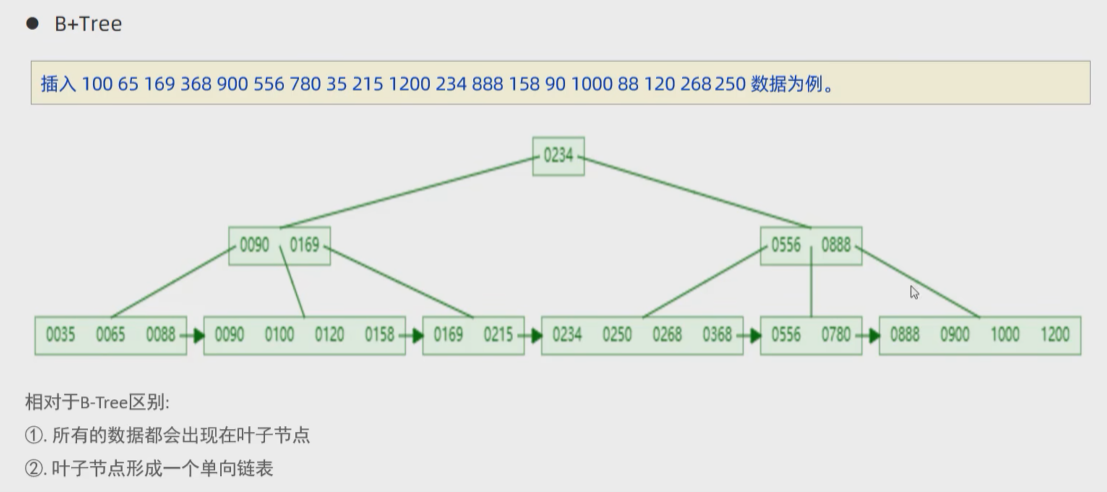 ● B+Tree
插入 100 65 169 368 900 556 780 35 215 1200 234 888 158 90 1000 88 120 268 250 数据为例。
0234
0090 0169
0556 0888
0035 0065 0088
0090 0100 0120 0158
0169 0215
0234 0250 0268 0368
0556 0780
0888 0900 1000 1200
相对于B-Tree区别:
①. 所有的数据都会出现在叶子节点
②. 叶子节点形成一个单向链表